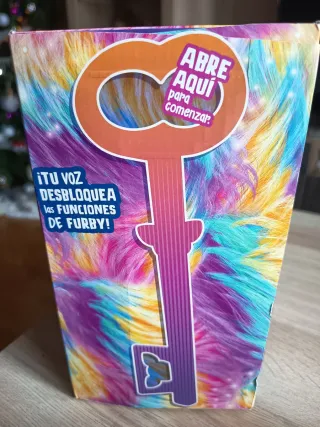 ABRE
AQUÍ
para
comenzar.
¡TU VOZ
DESBLOQUEA
las FUNCIONES
DE FURBY!